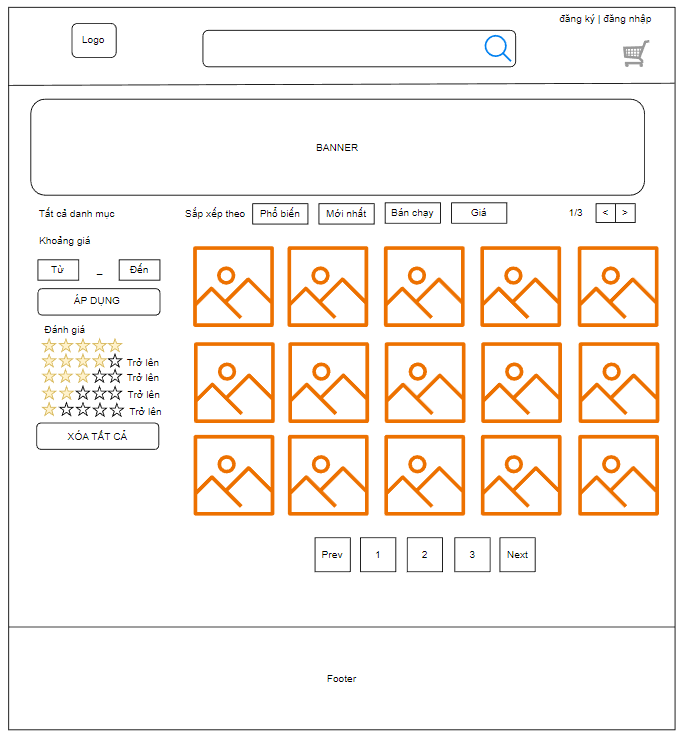 đăng ký | đăng nhập
Logo
BANNER
Tất cả danh mục
Sắp xếp theo
Phổ biến
Mới nhất
Bán chạy
Giá
1/3
<
>
Khoảng giá
Từ
_
Đến
ÁP DỤNG
Đánh giá
Trở lên
Trở lên
Trở lên
Trở lên
XÓA TẤT CẢ
Prev
1
2
3
Next
Footer